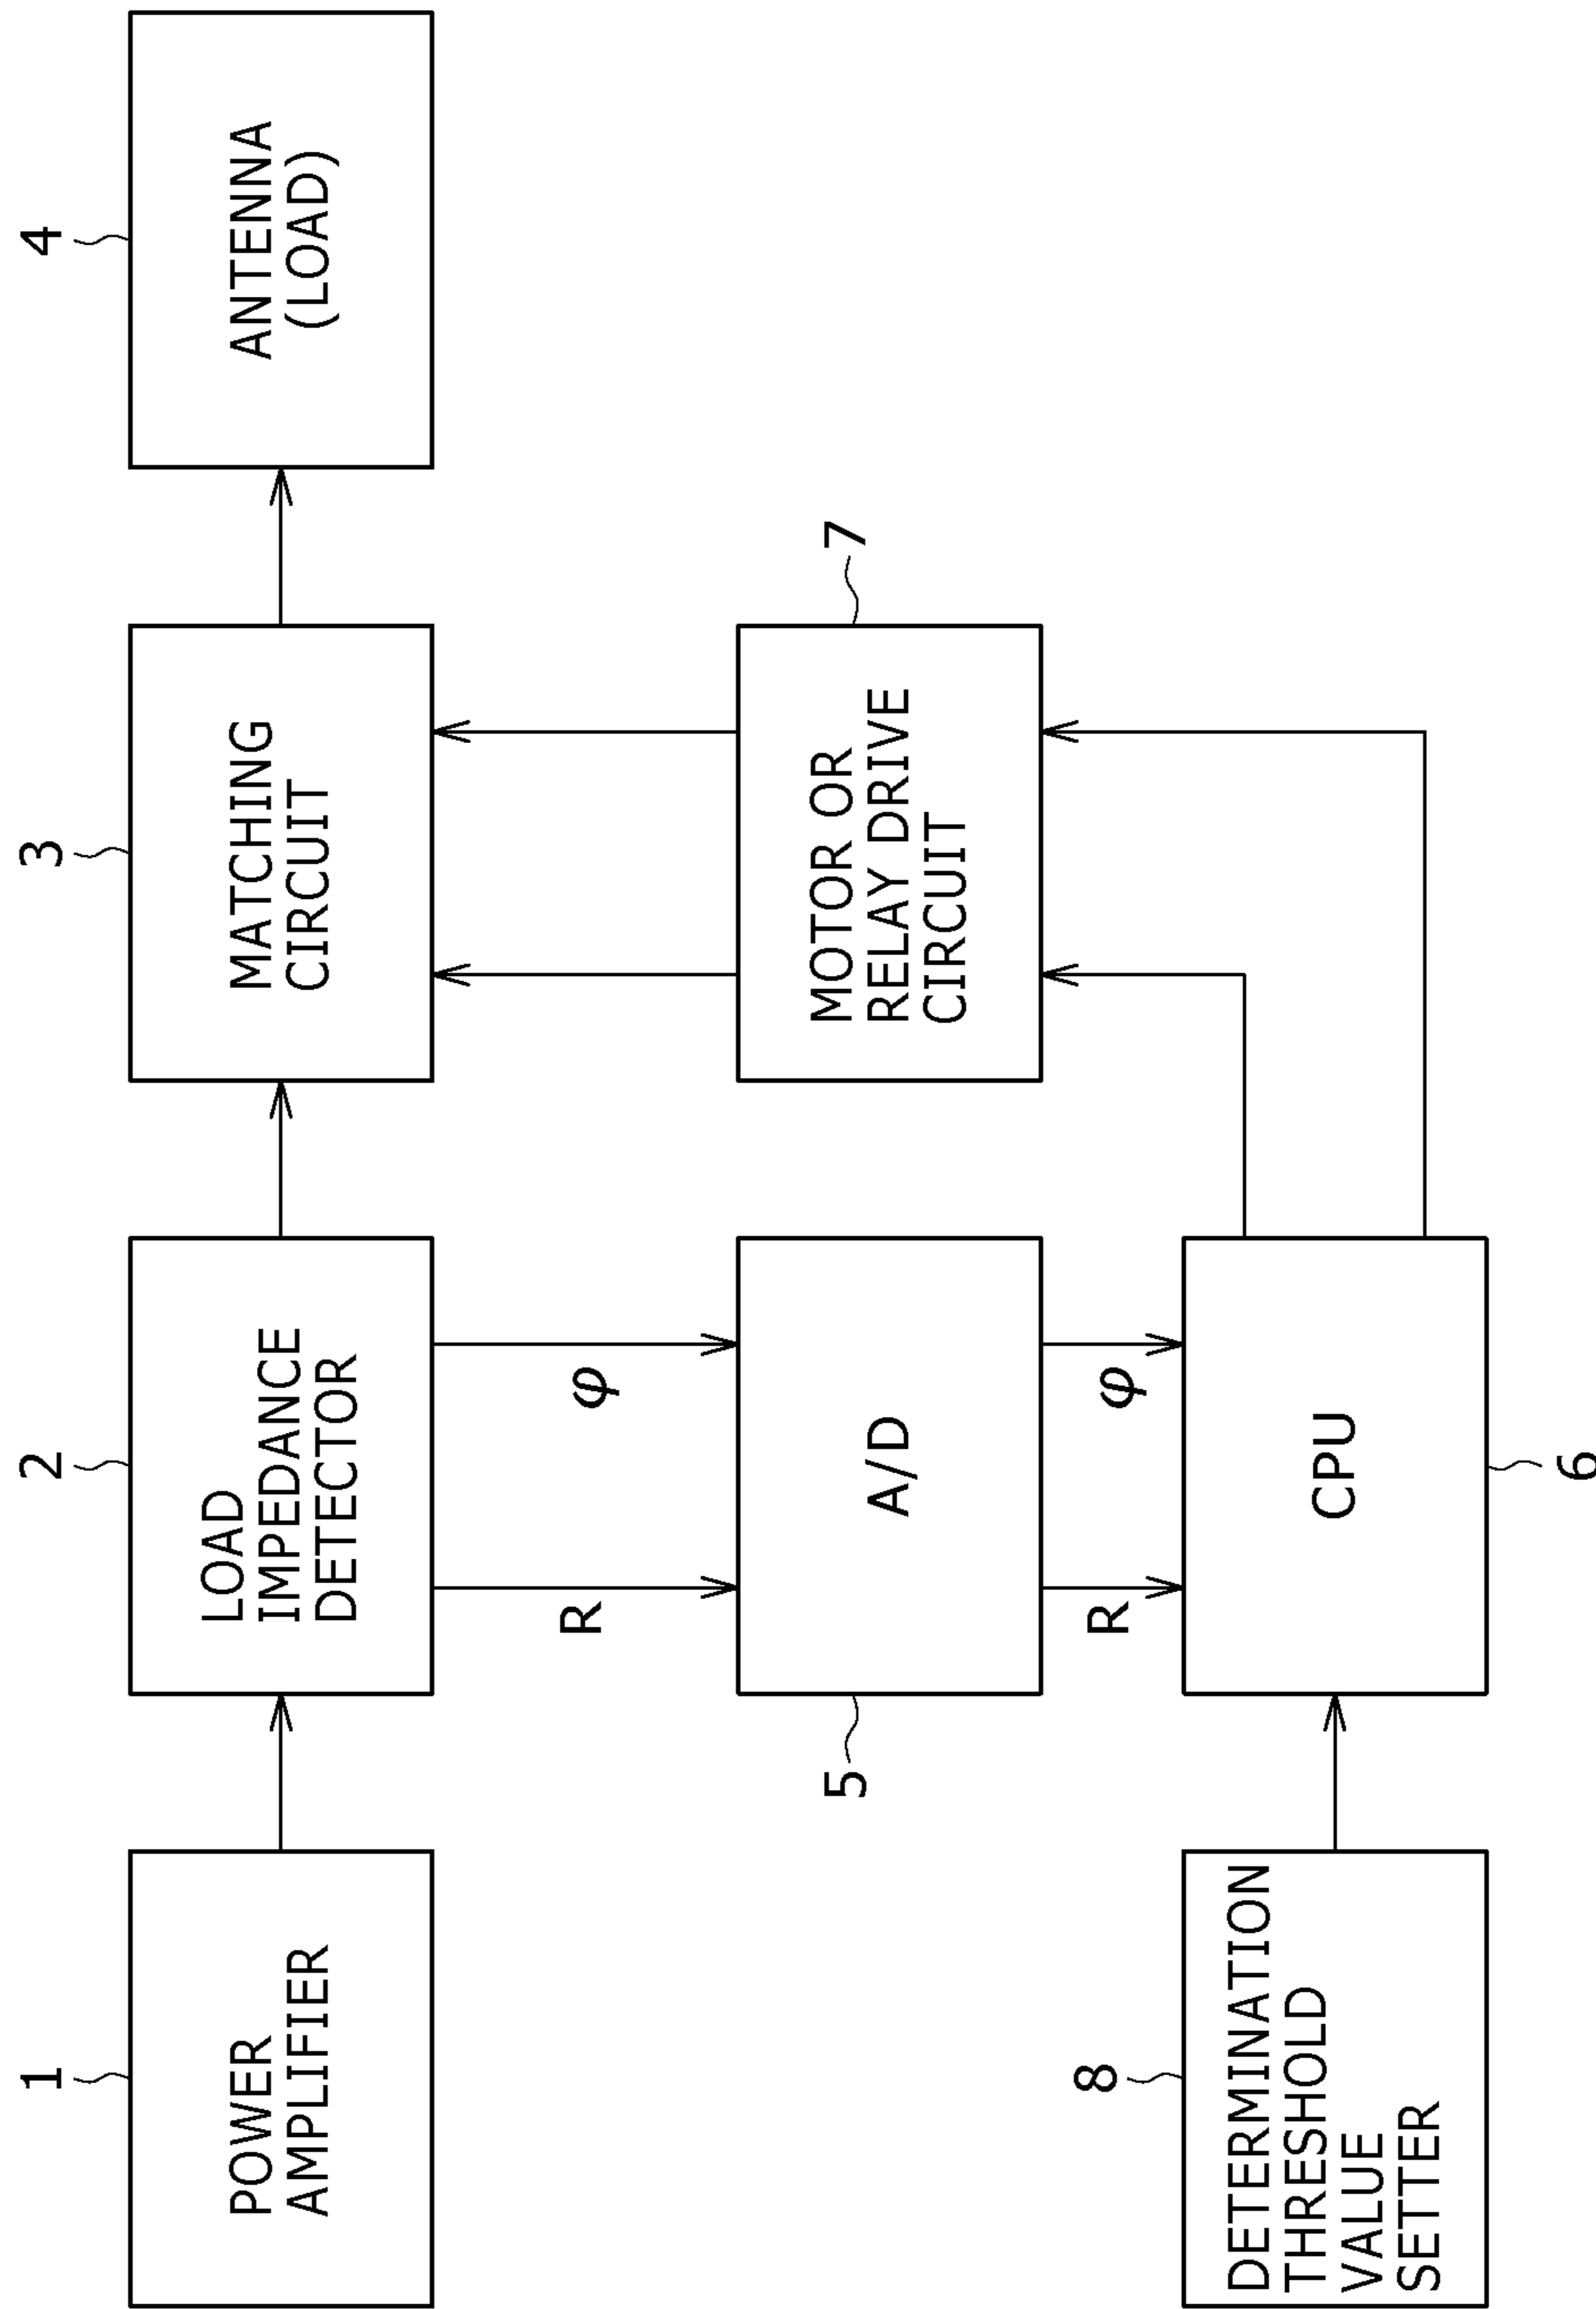 1
POWER
AMPLIFIER
2
LOAD
IMPEDANCE
DETECTOR
3
MATCHING
CIRCUIT
4
ANTENNA
(LOAD)
R
φ
5
A/D
7
MOTOR OR
RELAY DRIVE
CIRCUIT
R
φ
8
DETERMINATION
THRESHOLD
VALUE
SETTER
CPU
6